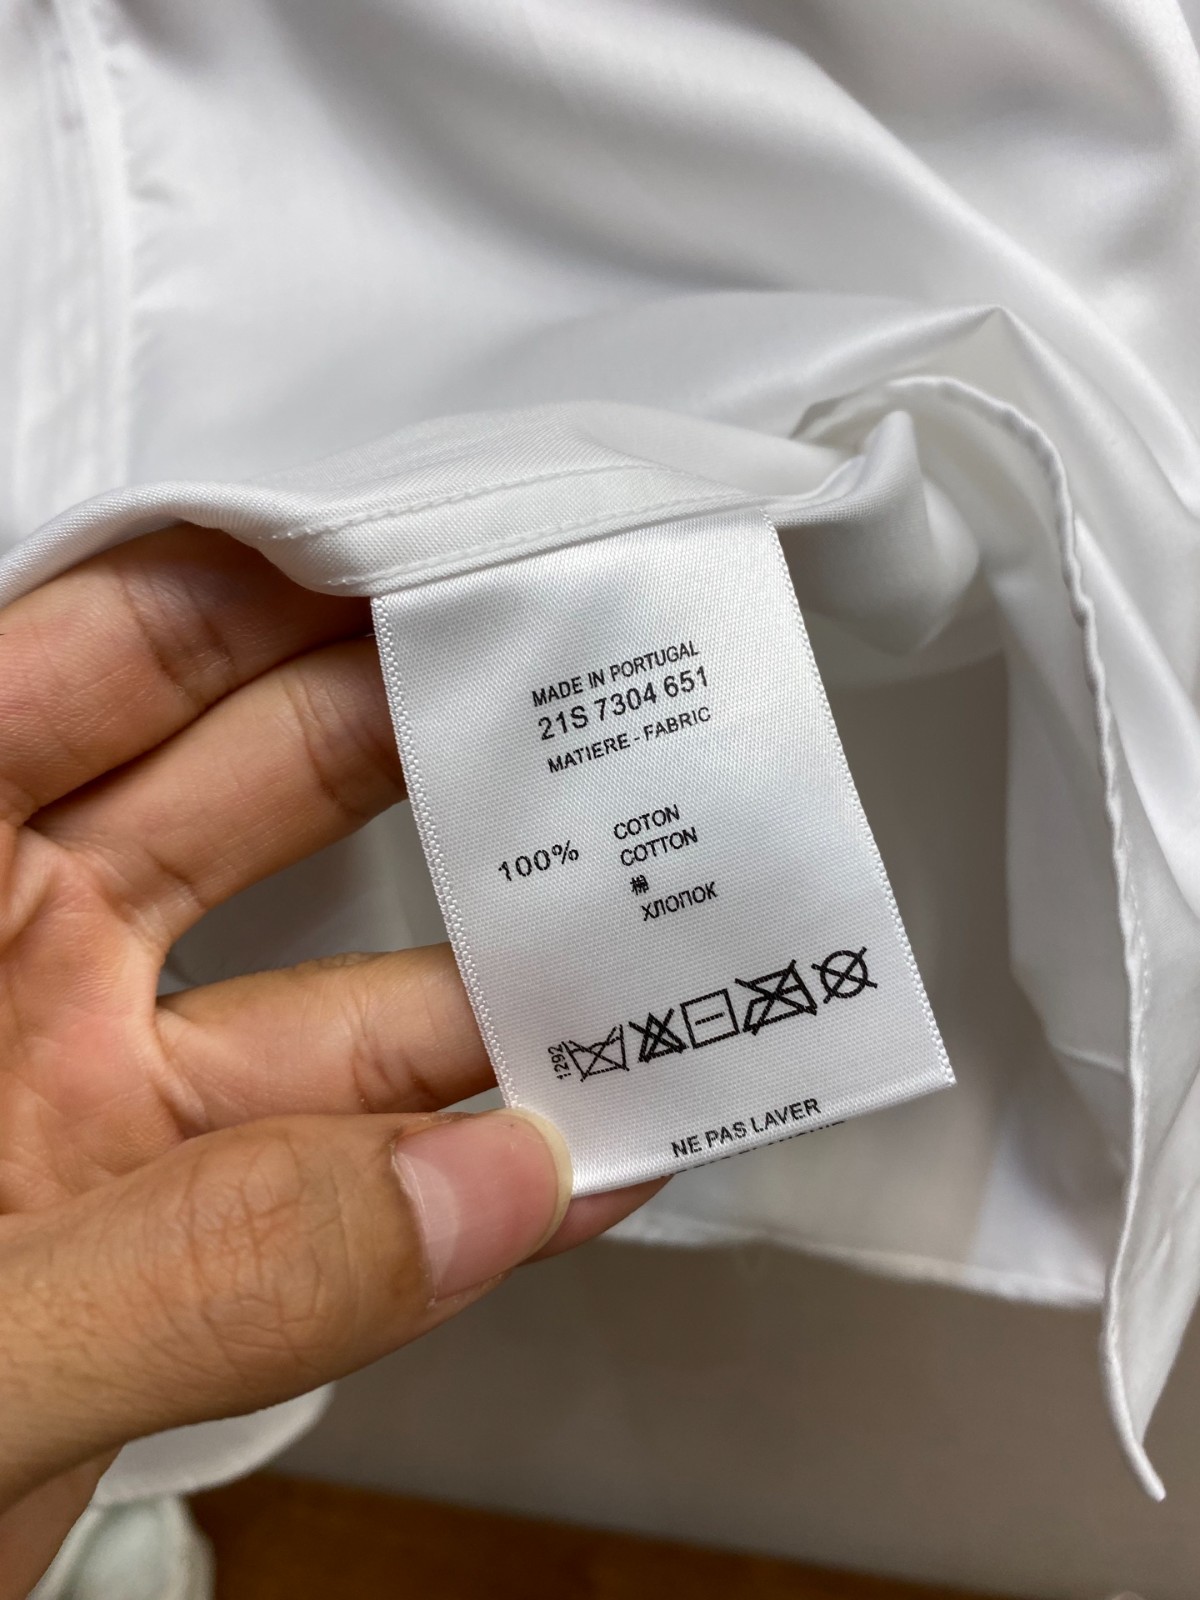 MADE IN PORTUGAL
21S 7304 651
MATIERE - FABRIC
100%
COTON
COTTON
棉
ХЛОПОК
1292
NE PAS LAVER